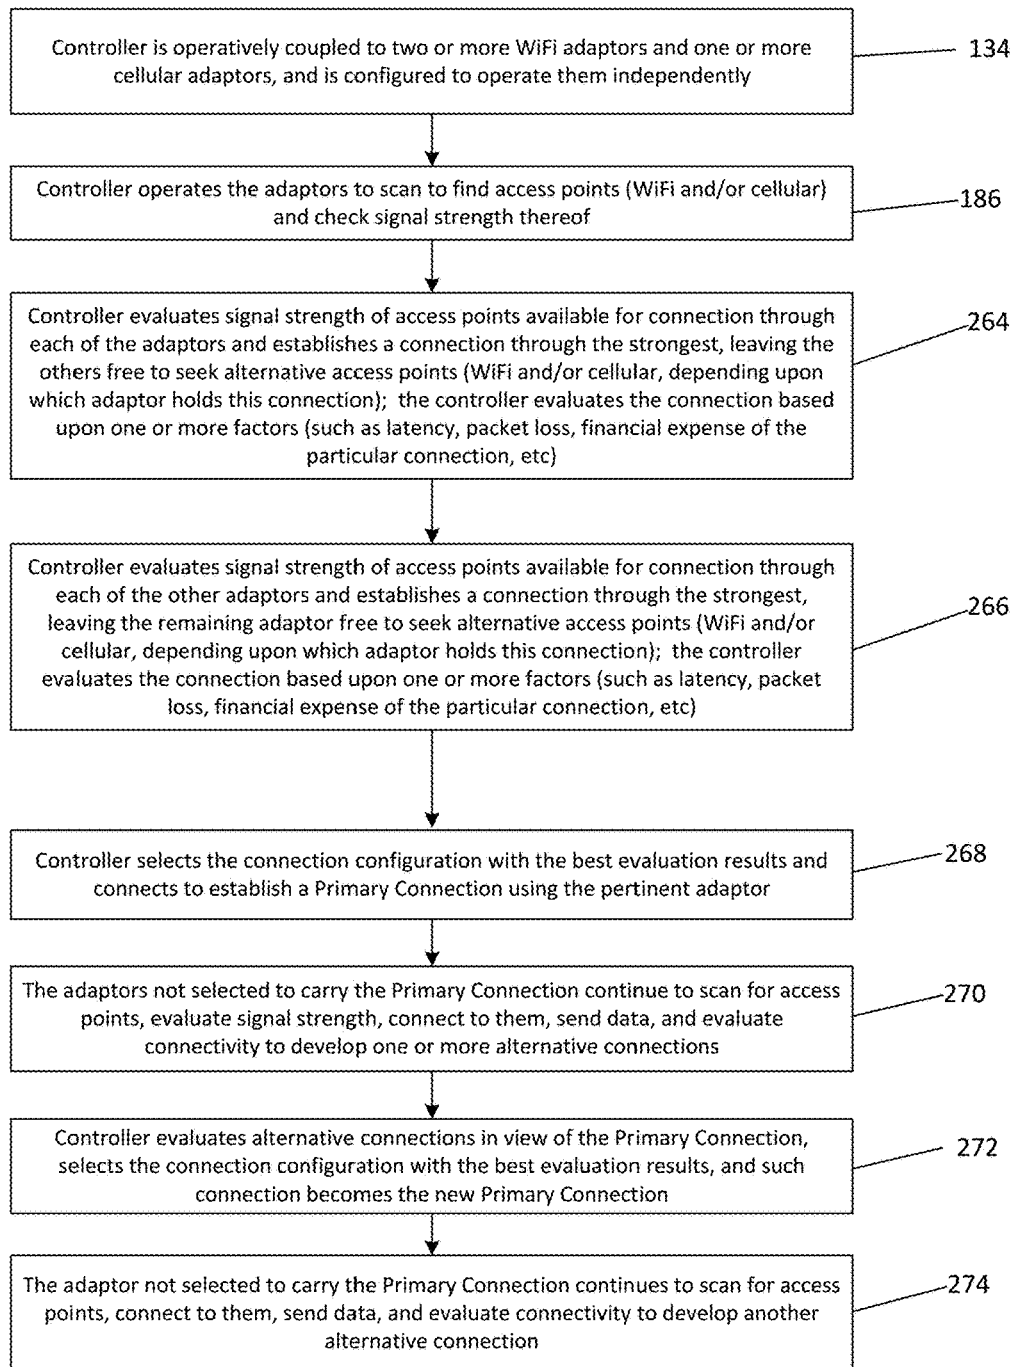 Controller is operatively coupled to two or more WiFi adaptors and one or more
cellular adaptors, and is configured to operate them independently
134
Controller operates the adaptors to scan to find access points (WiFi and/or cellular)
and check signal strength thereof
186
Controller evaluates signal strength of access points available for connection through
each of the adaptors and establishes a connection through the strongest, leaving the
others free to seek alternative access points (WiFi and/or cellular, depending upon
which adaptor holds this connection); the controller evaluates the connection based
upon one or more factors (such as latency, packet loss, financial expense of the
particular connection, etc)
264
Controller evaluates signal strength of access points available for connection through
each of the other adaptors and establishes a connection through the strongest,
leaving the remaining adaptor free to seek alternative access points (WiFi and/or
cellular, depending upon which adaptor holds this connection); the controller
evaluates the connection based upon one or more factors (such as latency, packet
loss, financial expense of the particular connection, etc)
266
Controller selects the connection configuration with the best evaluation results and
connects to establish a Primary Connection using the pertinent adaptor
268
The adaptors not selected to carry the Primary Connection continue to scan for access
points, evaluate signal strength, connect to them, send data, and evaluate
connectivity to develop one or more alternative connections
270
Controller evaluates alternative connections in view of the Primary Connection,
selects the connection configuration with the best evaluation results, and such
connection becomes the new Primary Connection
272
The adaptor not selected to carry the Primary Connection continues to scan for access
points, connect to them, send data, and evaluate connectivity to develop another
alternative connection
274